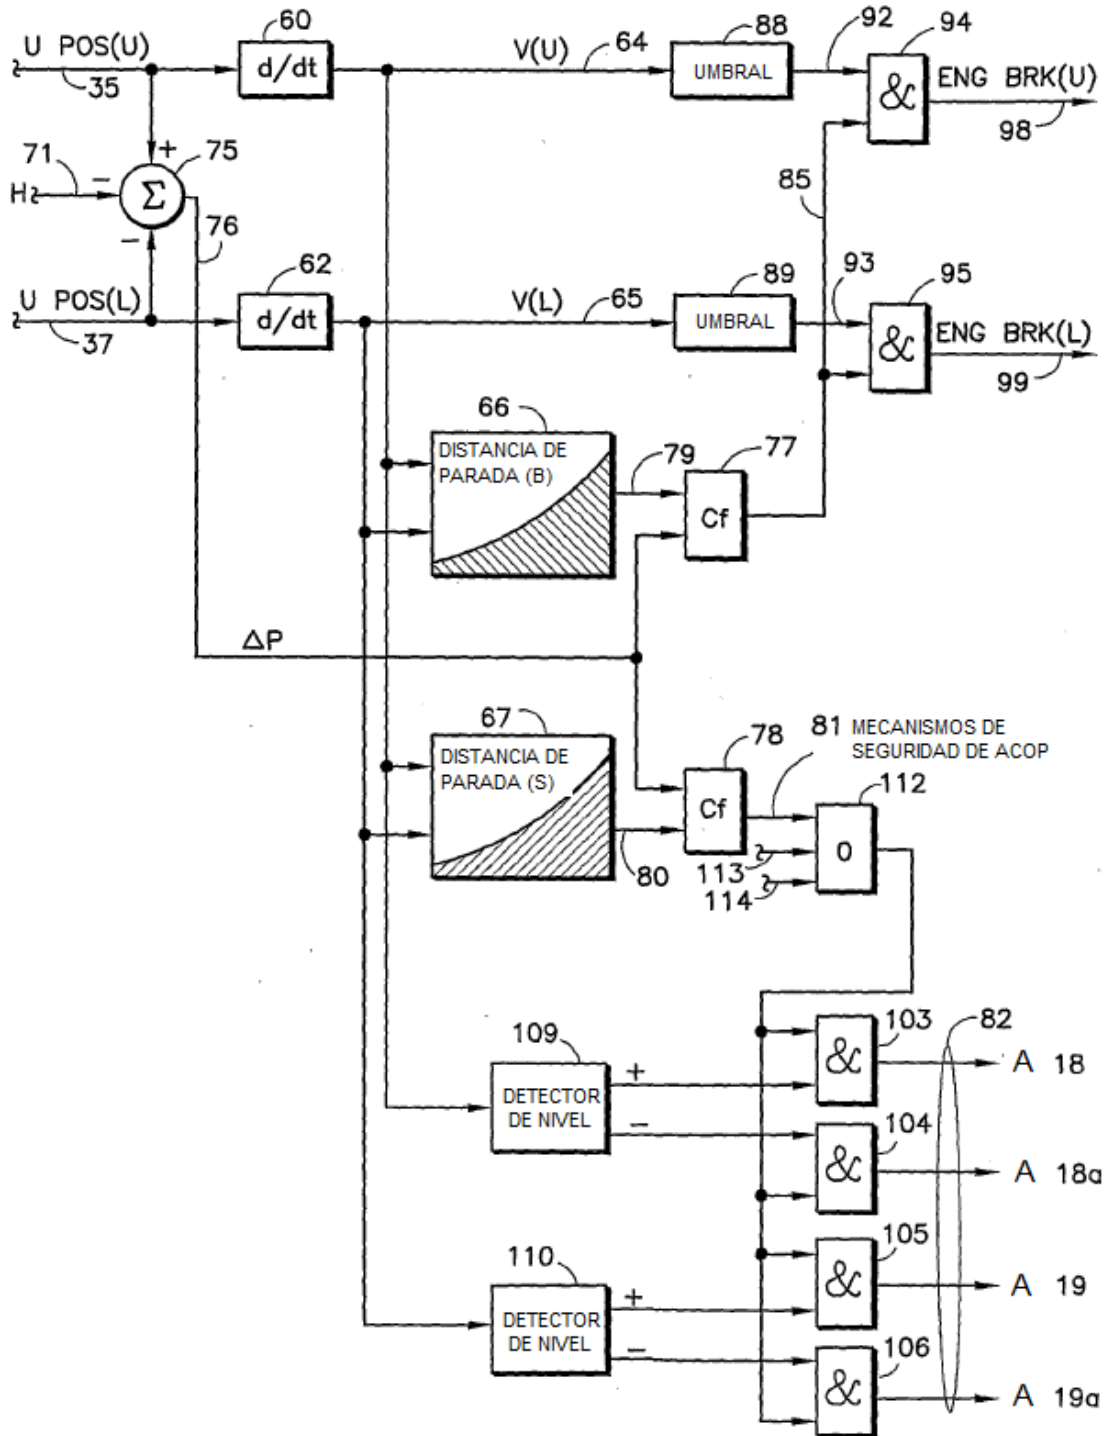 60
U POS(U)
d/dt
35
V(U)
64
88
UMBRAL
92
94
&
ENG BRK(U)
98
71
H
+
-
-
Σ
75
76
85
62
U POS(L)
d/dt
37
V(L)
65
89
UMBRAL
93
95
&
ENG BRK(L)
99
66
DISTANCIA DE
PARADA (B)
79
77
Cf
ΔP
67
DISTANCIA DE
PARADA (S)
80
78
Cf
81 MECANISMOS DE
SEGURIDAD DE ACOP
112
O
113
114
109
DETECTOR
DE NIVEL
+
-
103
&
82
A 18
104
&
A 18a
110
DETECTOR
DE NIVEL
+
-
105
&
A 19
106
&
A 19a